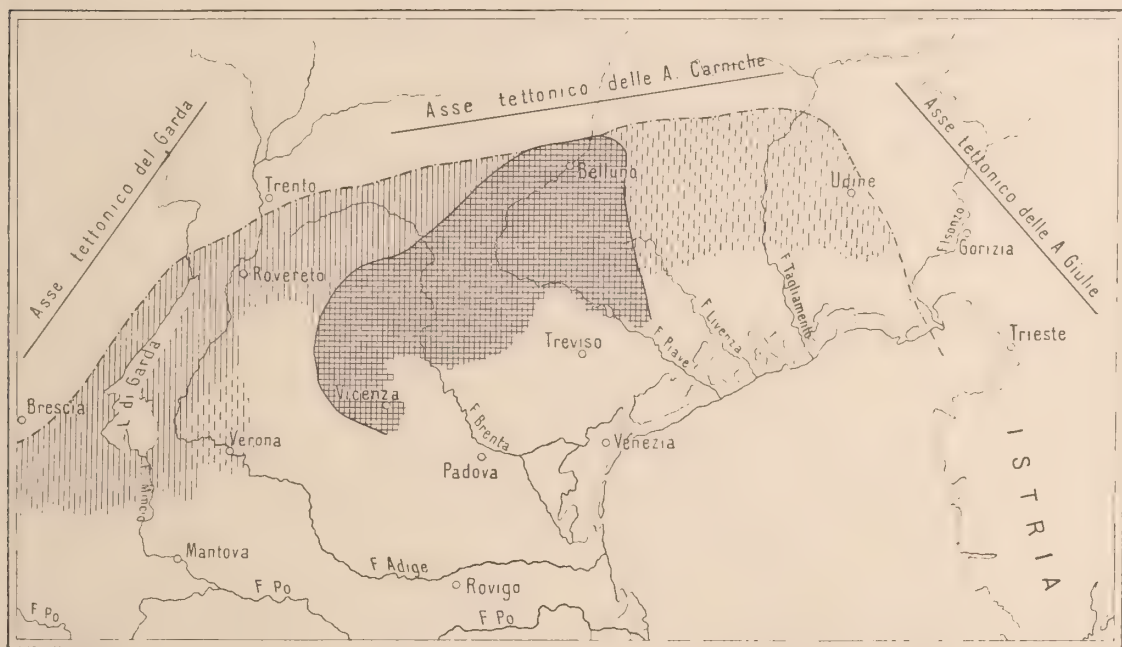 Asse tettonico delle A. Carniche
Asse tettonico del Garda
Asse tettonico delle A Giulie
Trento
Belluno
Udine
F Isonzo
Gorizia
Rovereto
F Tagliamento
F Livenza
F Piave
Treviso
Trieste
L di Garda
Brescia
Vicenza
Verona
F Brenta
Venezia
Padova
F Mincio
ISTRIA
Mantova
F Adige
Rovigo
F Po
F Po
F Po